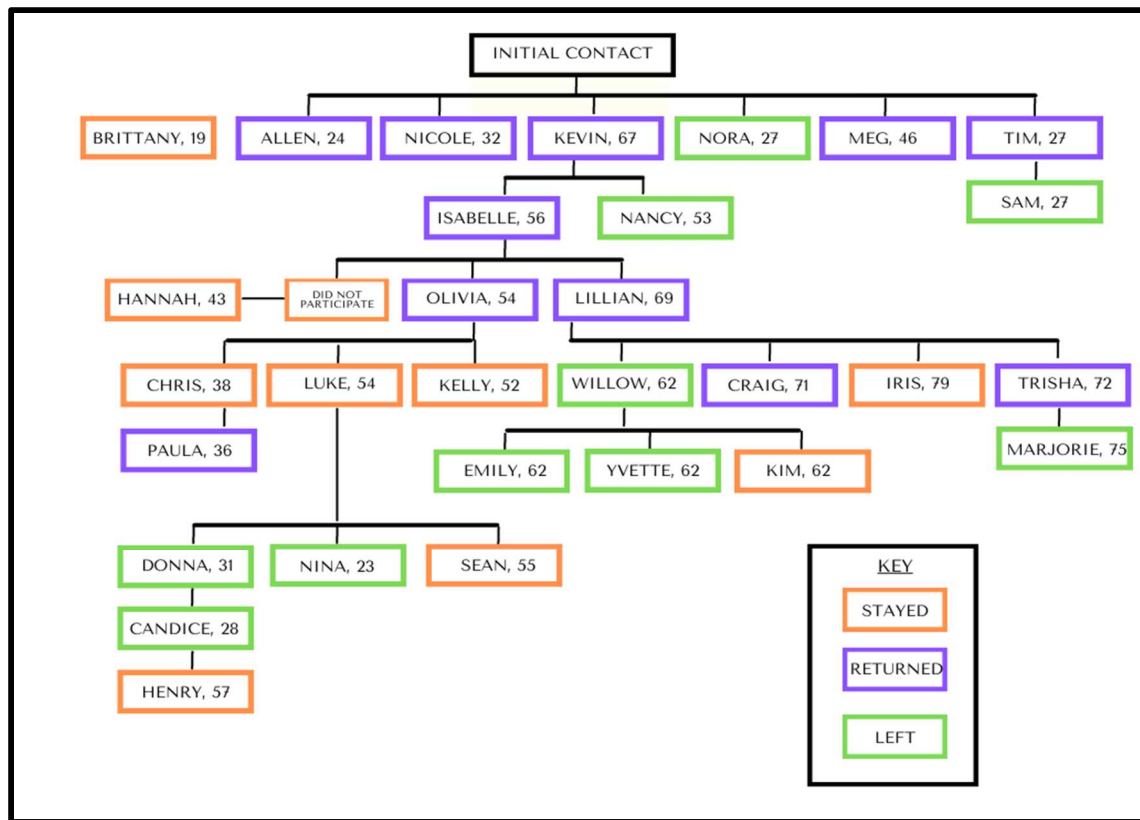 INITIAL CONTACT
BRITTANY, 19
ALLEN, 24
NICOLE, 32
KEVIN, 67
NORA, 27
MEG, 46
TIM, 27
SAM, 27
ISABELLE, 56
NANCY, 53
HANNAH, 43
DID NOT
PARTICIPATE
OLIVIA, 54
LILLIAN, 69
CHRIS, 38
LUKE, 54
KELLY, 52
WILLOW, 62
CRAIG, 71
IRIS, 79
TRISHA, 72
PAULA, 36
EMILY, 62
YVETTE, 62
KIM, 62
MARJORIE, 75
DONNA, 31
NINA, 23
SEAN, 55
CANDICE, 28
HENRY, 57
KEY
STAYED
RETURNED
LEFT